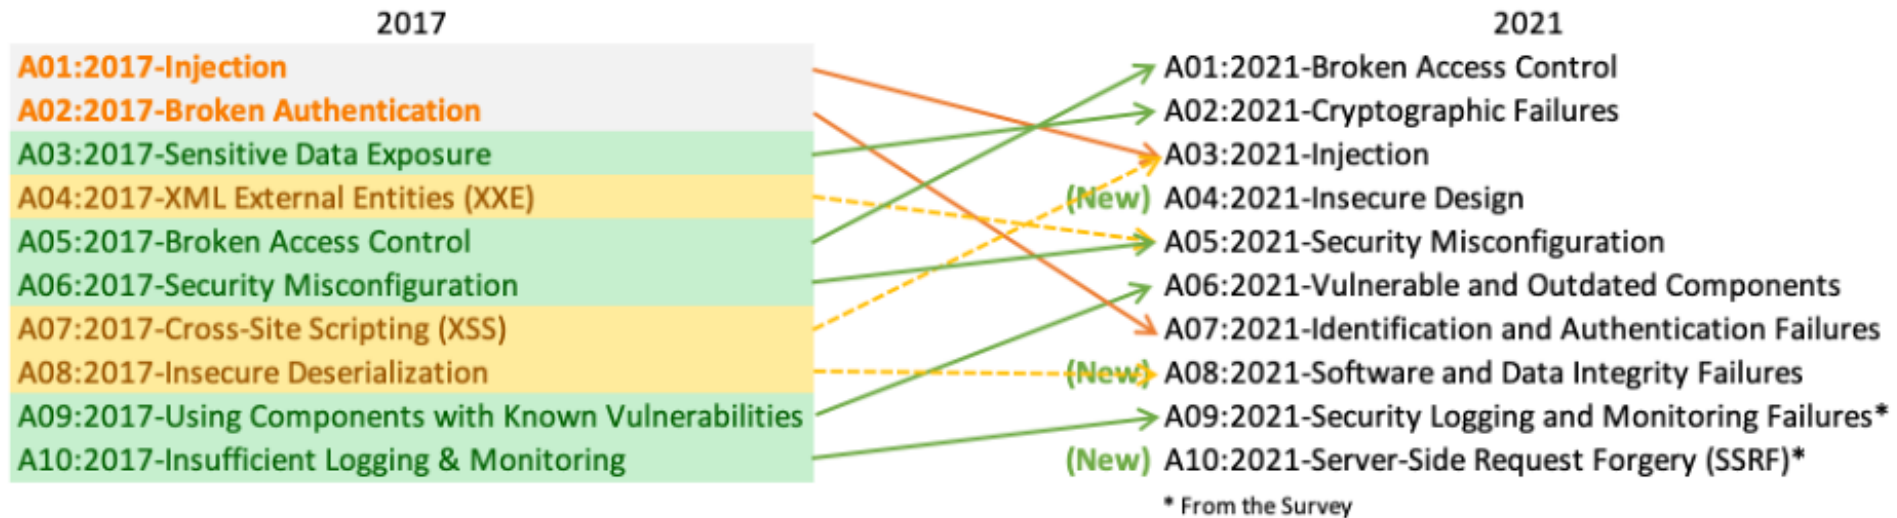 2017
A01:2017-Injection
A02:2017-Broken Authentication
A03:2017-Sensitive Data Exposure
A04:2017-XML External Entities (XXE)
A05:2017-Broken Access Control
A06:2017-Security Misconfiguration
A07:2017-Cross-Site Scripting (XSS)
A08:2017-Insecure Deserialization
A09:2017-Using Components with Known Vulnerabilities
A10:2017-Insufficient Logging & Monitoring
2021
A01:2021-Broken Access Control
A02:2021-Cryptographic Failures
A03:2021-Injection
(New) A04:2021-Insecure Design
A05:2021-Security Misconfiguration
A06:2021-Vulnerable and Outdated Components
A07:2021-Identification and Authentication Failures
(New) A08:2021-Software and Data Integrity Failures
A09:2021-Security Logging and Monitoring Failures*
(New) A10:2021-Server-Side Request Forgery (SSRF)*
* From the Survey